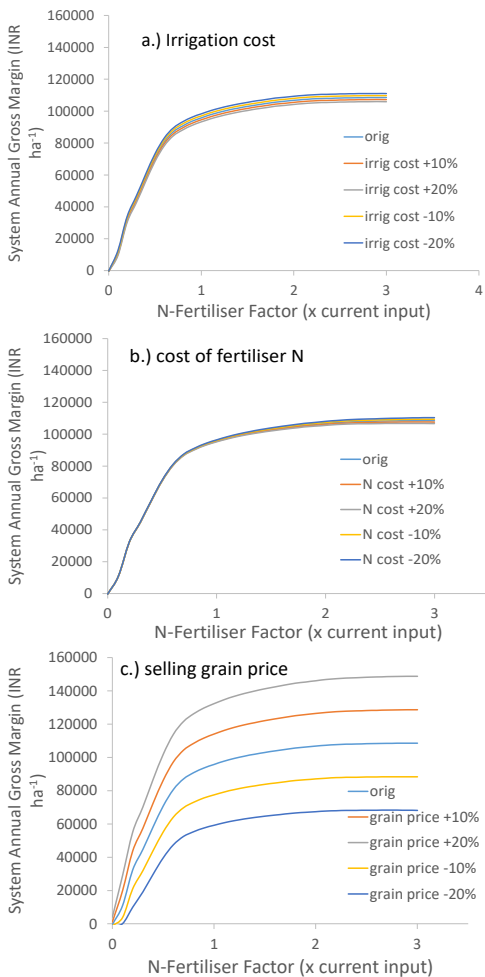 a.) Irrigation cost
System Annual Gross Margin (INR
ha-1)
160000
140000
120000
100000
80000
60000
40000
20000
0
orig
irrig cost +10%
irrig cost +20%
irrig cost -10%
irrig cost -20%
0 1 2 3 4
N-Fertiliser Factor (x current input)
b.) cost of fertiliser N
System Annual Gross Margin (INR
ha-1)
160000
140000
120000
100000
80000
60000
40000
20000
0
orig
N cost +10%
N cost +20%
N cost -10%
N cost -20%
0 1 2 3
N-Fertiliser Factor (x current input)
c.) selling grain price
System Annual Gross Margin (INR
ha-1)
160000
140000
120000
100000
80000
60000
40000
20000
0
orig
grain price +10%
grain price +20%
grain price -10%
grain price -20%
0 1 2 3
N-Fertiliser Factor (x current input)